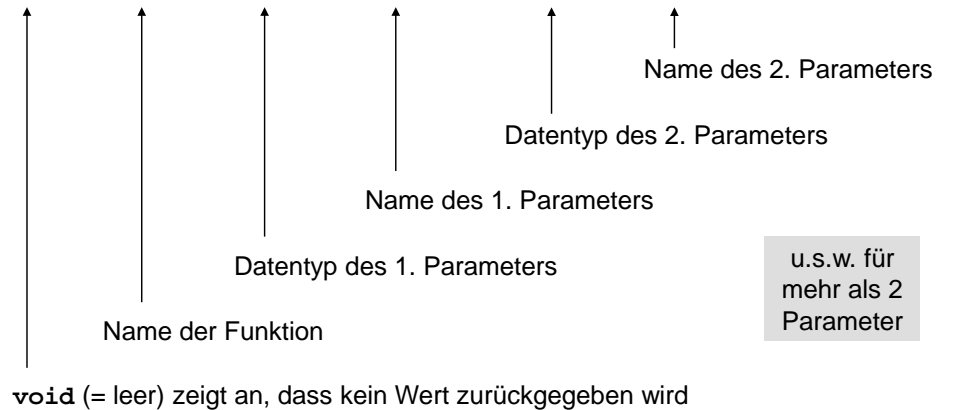 Name des 2. Parameters
Datentyp des 2. Parameters
Name des 1. Parameters
Datentyp des 1. Parameters
u.s.w. für
mehr als 2
Parameter
Name der Funktion
void (= leer) zeigt an, dass kein Wert zurückgegeben wird